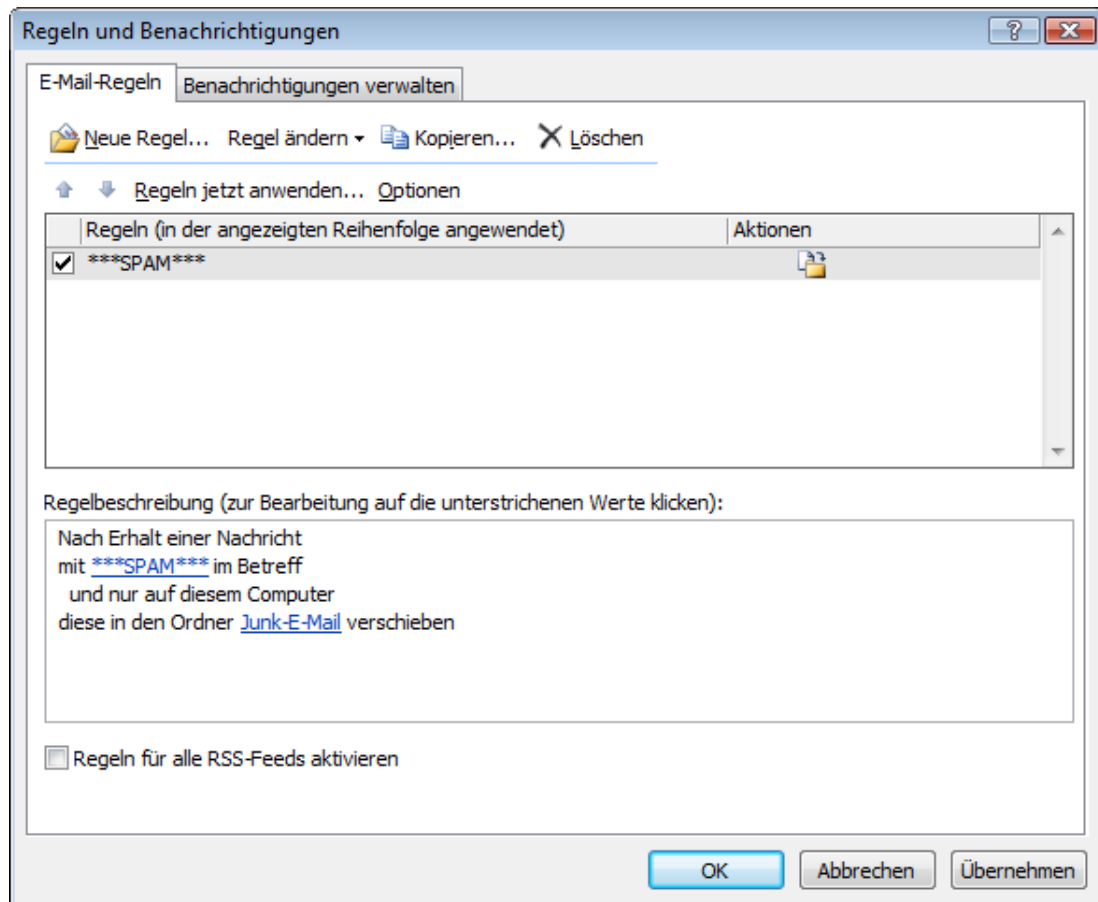 Regeln und Benachrichtigungen
E-Mail-Regeln Benachrichtigungen verwalten
Neue Regel... Regel ändern Kopieren... Löschen
Regeln jetzt anwenden... Optionen
Regeln (in der angezeigten Reihenfolge angewendet) Aktionen
***SPAM***
Regelbeschreibung (zur Bearbeitung auf die unterstrichenen Werte klicken):
Nach Erhalt einer Nachricht
mit ***SPAM*** im Betreff
und nur auf diesem Computer
diese in den Ordner Junk-E-Mail verschieben
Regeln für alle RSS-Feeds aktivieren
OK Abbrechen Übernehmen